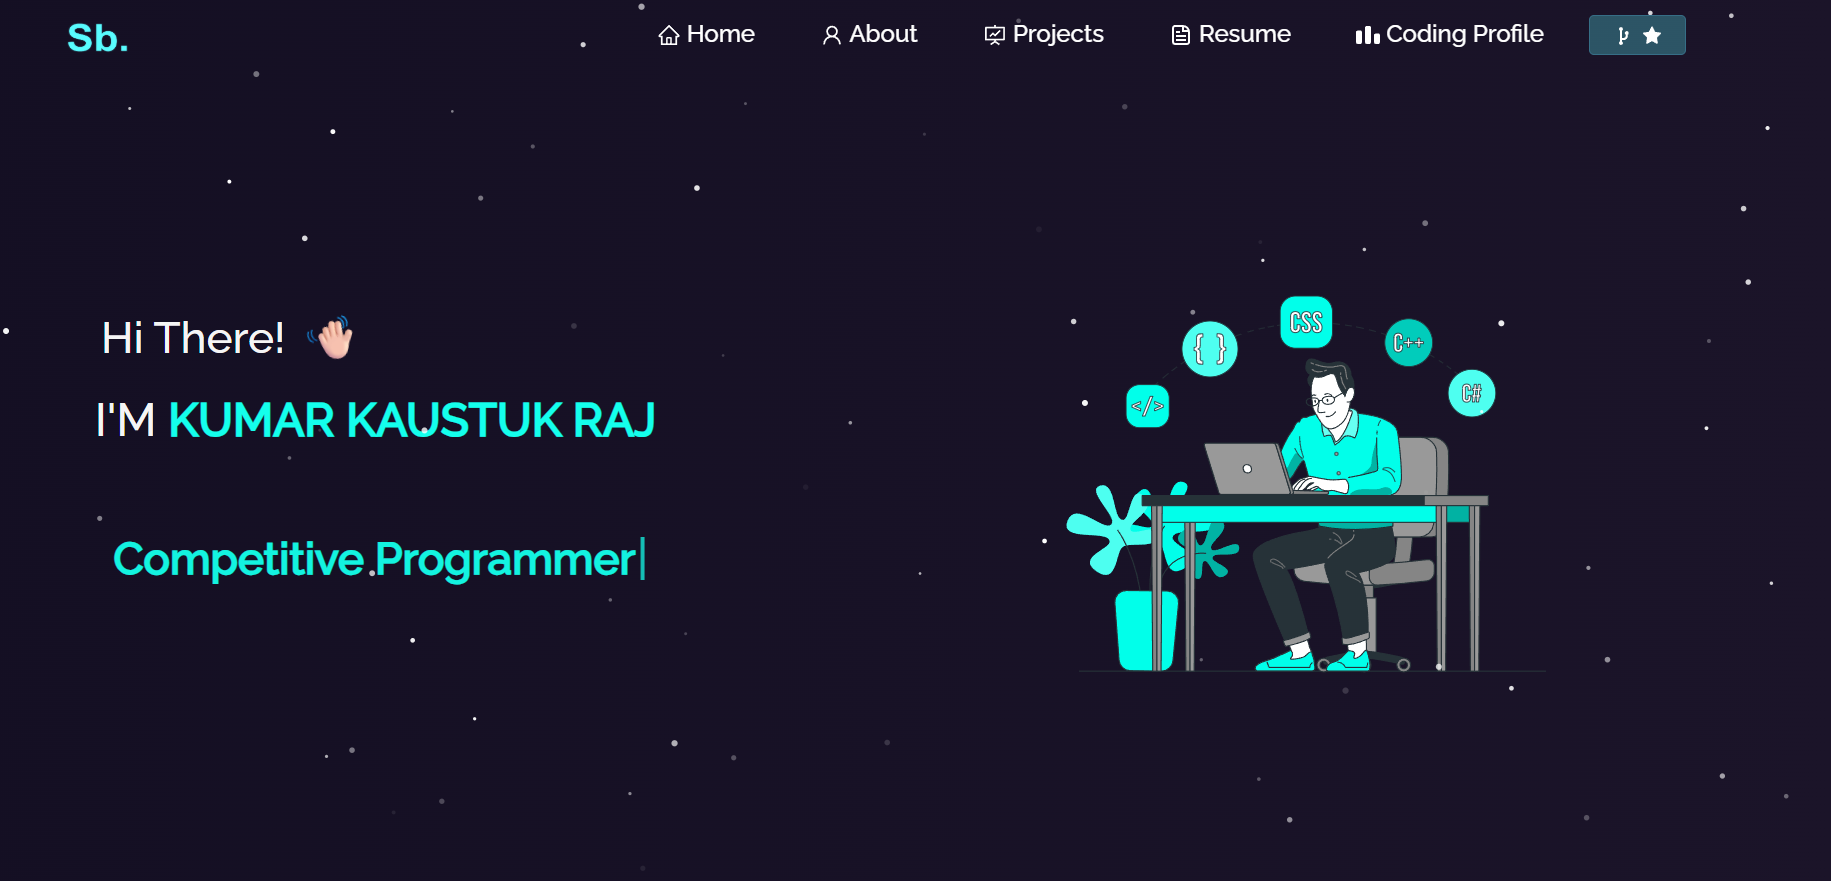 Sb.
Home
About
Projects
Resume
Coding Profile
Hi There!
I'M KUMAR KAUSTUK RAJ
Competitive Programmer
</>
{ }
CSS
C++
C#